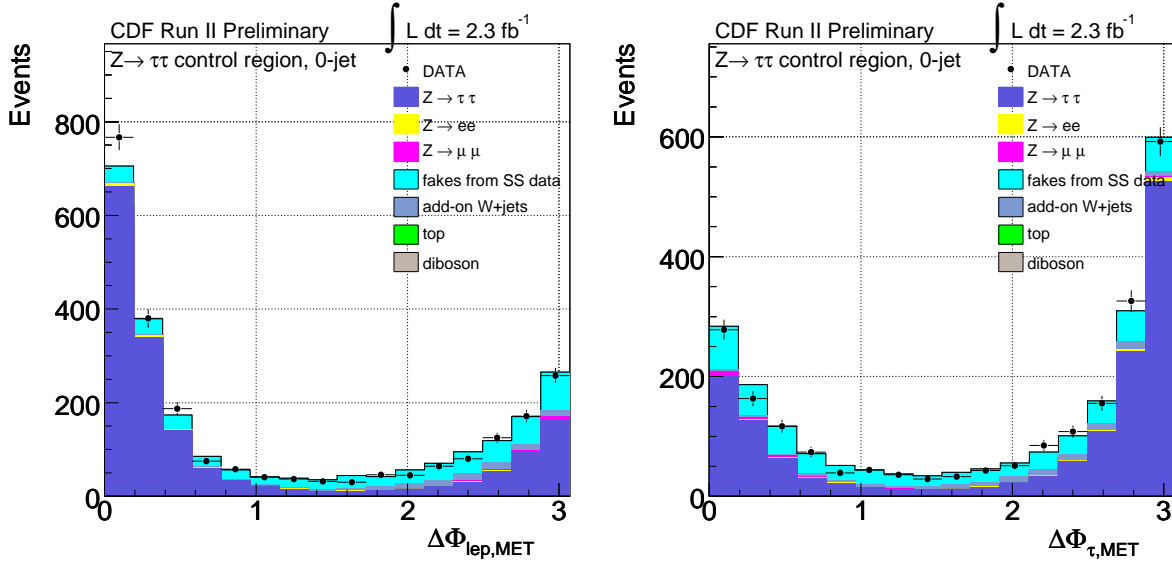 CDF Run II Preliminary
∫ L dt = 2.3 fb⁻¹
Z→ ττ control region, 0-jet
DATA
Z → τ τ
Z → ee
Z → μ μ
fakes from SS data
add-on W+jets
top
diboson
Events
800
600
400
200
0
0 1 2 3
ΔΦlep,MET
CDF Run II Preliminary
∫ L dt = 2.3 fb⁻¹
Z→ ττ control region, 0-jet
DATA
Z → τ τ
Z → ee
Z → μ μ
fakes from SS data
add-on W+jets
top
diboson
Events
600
400
200
0
0 1 2 3
ΔΦτ,MET